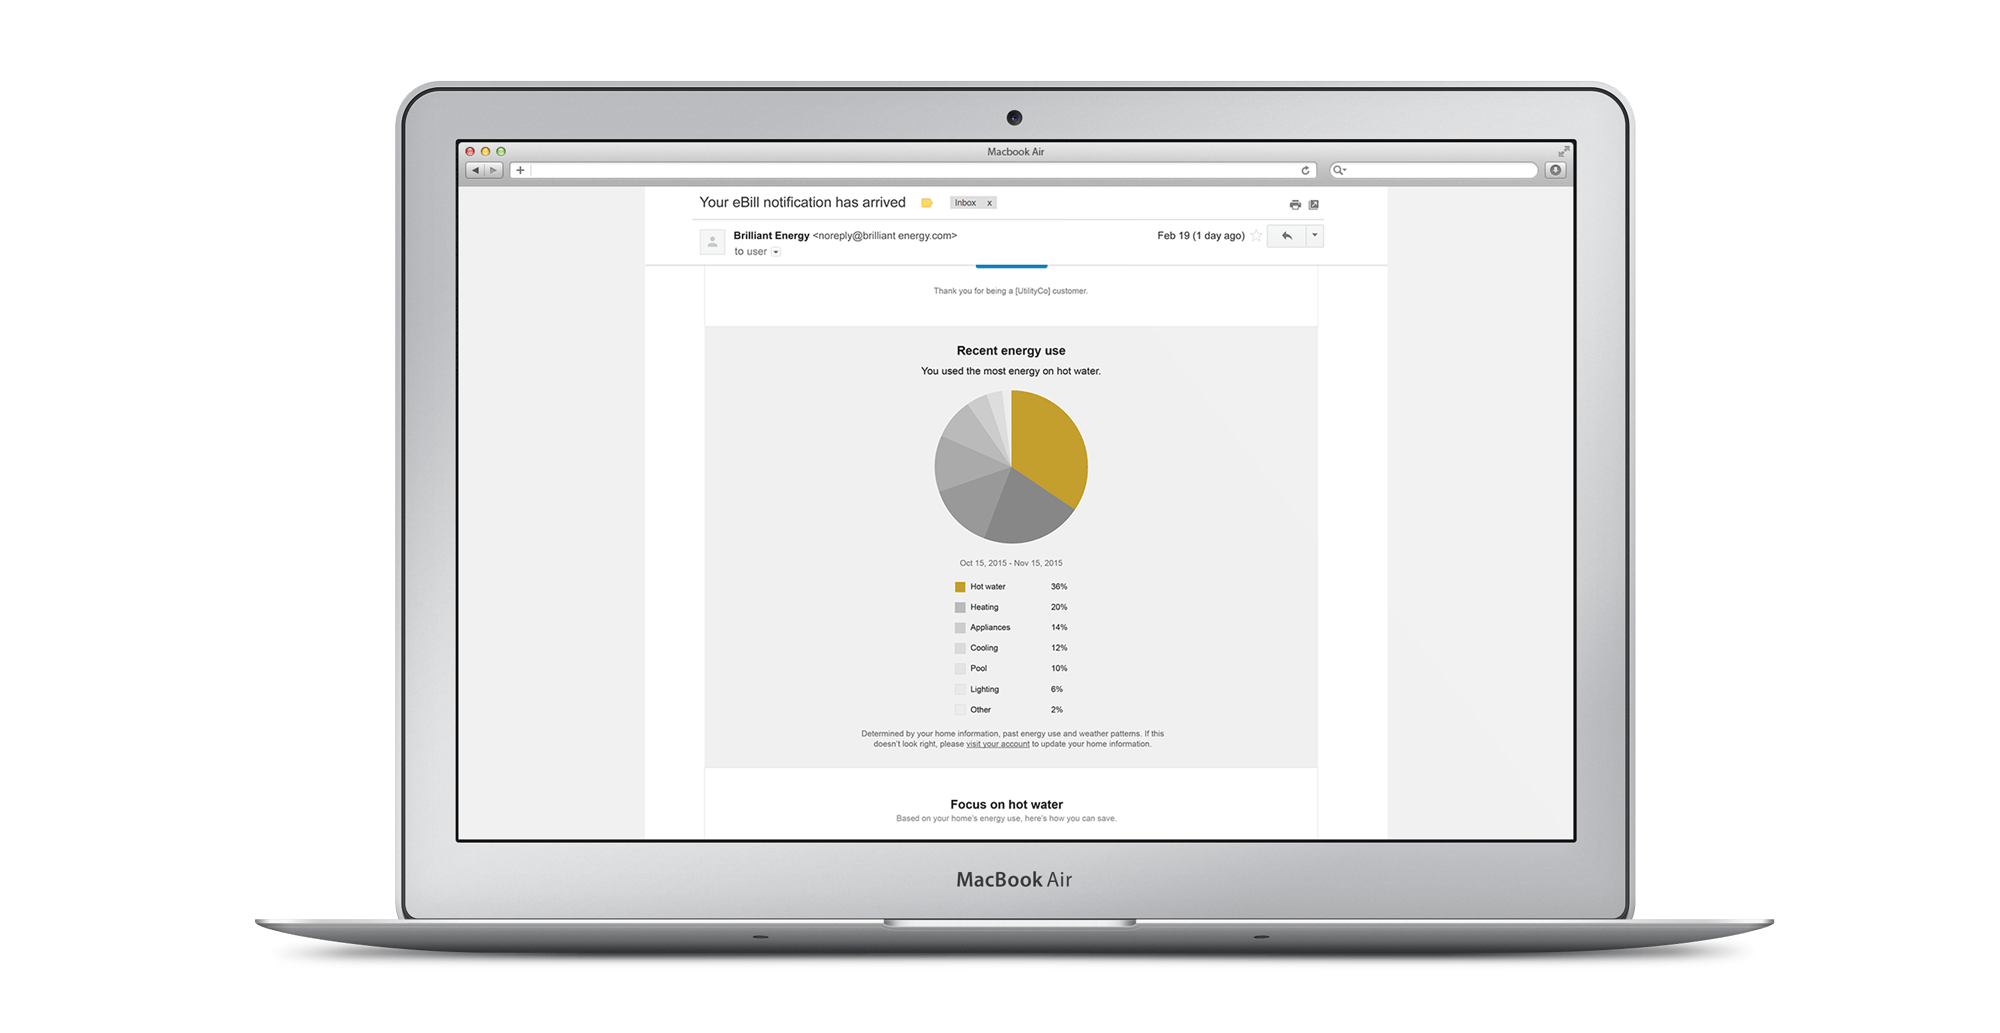 Macbook Air
Your eBill notification has arrived Inbox x
Brilliant Energy <noreply@brilliant energy.com> Feb 19 (1 day ago)
to user
Thank you for being a [UtilityCo] customer.
Recent energy use
You used the most energy on hot water.
Oct 15, 2015 - Nov 15, 2015
Hot water 36%
Heating 20%
Appliances 14%
Cooling 12%
Pool 10%
Lighting 6%
Other 2%
Determined by your home information, past energy use and weather patterns. If this
doesn't look right, please visit your account to update your home information.
Focus on hot water
Based on your home's energy use, here's how you can save.
MacBook Air